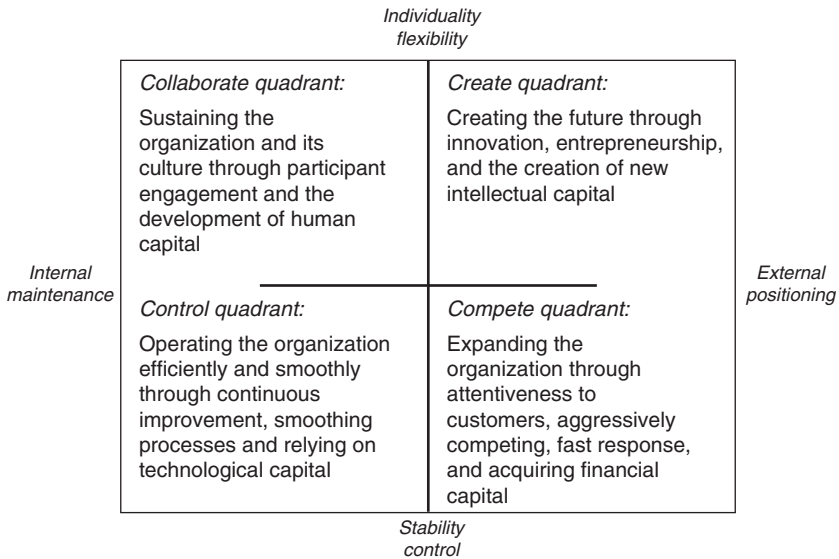 Individuality
flexibility
Collaborate quadrant:
Sustaining the
organization and its
culture through participant
engagement and the
development of human
capital
Create quadrant:
Creating the future through
innovation, entrepreneurship,
and the creation of new
intellectual capital
Internal
maintenance
External
positioning
Control quadrant:
Operating the organization
efficiently and smoothly
through continuous
improvement, smoothing
processes and relying on
technological capital
Compete quadrant:
Expanding the
organization through
attentiveness to
customers, aggressively
competing, fast response,
and acquiring financial
capital
Stability
control